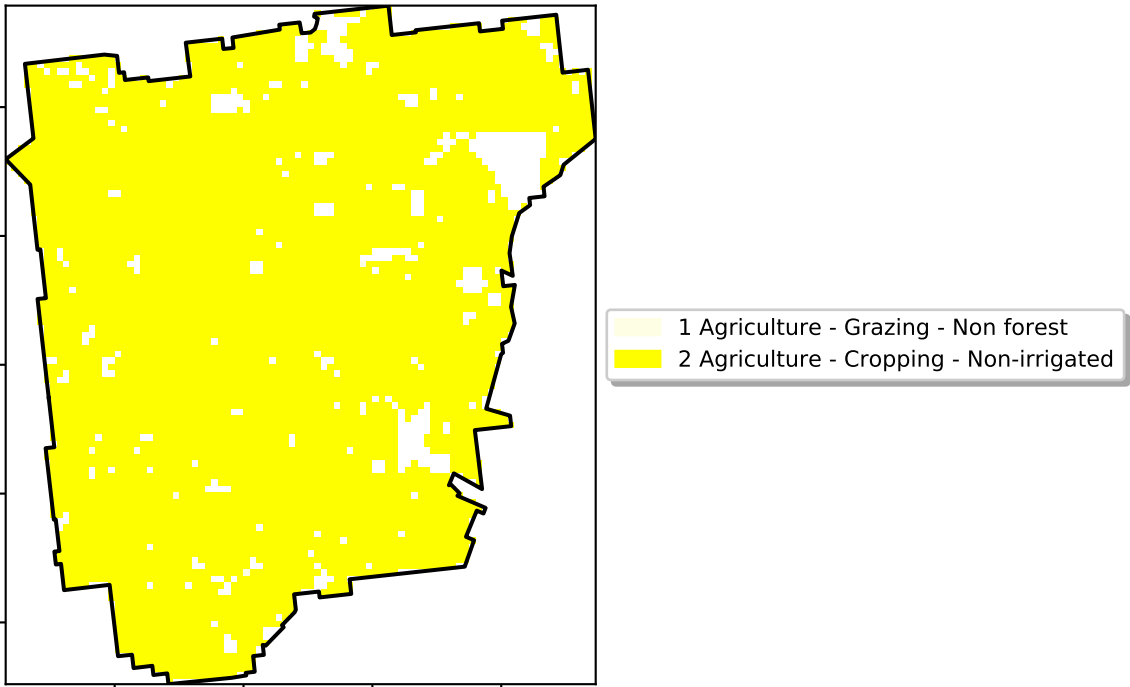 1 Agriculture - Grazing - Non forest
2 Agriculture - Cropping - Non-irrigated